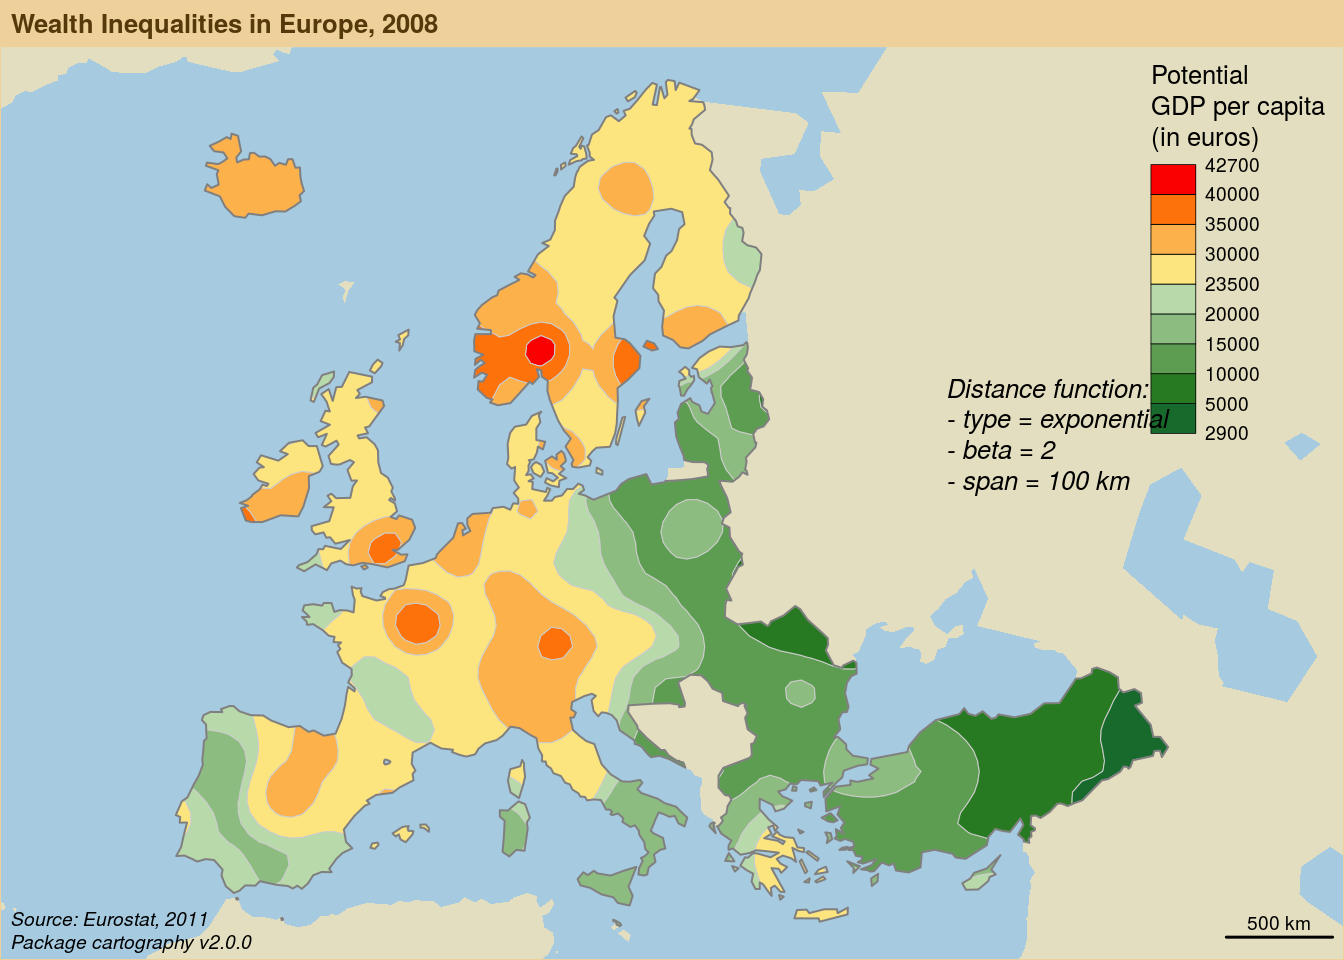 Wealth Inequalities in Europe, 2008
Potential
GDP per capita
(in euros)
42700
40000
35000
30000
23500
20000
15000
10000
5000
2900
Distance function:
- type = exponential
- beta = 2
- span = 100 km
Source: Eurostat, 2011
Package cartography v2.0.0
500 km